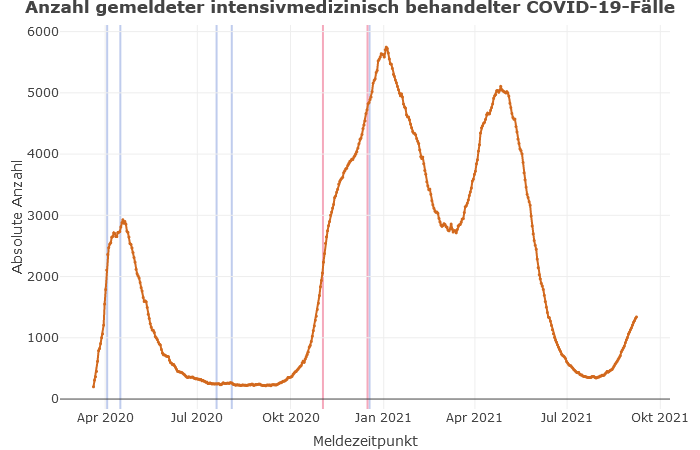 Anzahl gemeldeter intensivmedizinisch behandelter COVID-19-Fälle
6000
5000
4000
3000
2000
1000
0
Absolute Anzahl
Apr 2020 Jul 2020 Okt 2020 Jan 2021 Apr 2021 Jul 2021 Okt 2021
Meldezeitpunkt